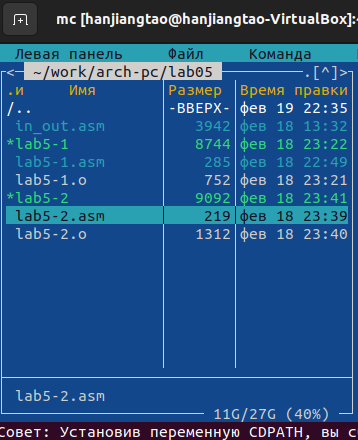 mc [hanjiangtao@hanjiangtao-VirtualBox]:
Левая панель Файл Команда
<— ~/work/arch-pc/lab05 .[^]>
.и Имя Размер Время правки
/.. -ВВЕРХ- фев 19 22:35
in_out.asm 3942 фев 18 13:32
*lab5-1 8744 фев 18 23:22
lab5-1.asm 285 фев 18 22:49
lab5-1.o 752 фев 18 23:21
*lab5-2 9092 фев 18 23:41
lab5-2.asm 219 фев 18 23:39
lab5-2.o 1312 фев 18 23:40
lab5-2.asm
11G/27G (40%)
Совет: Установив переменную CDPATH, вы с